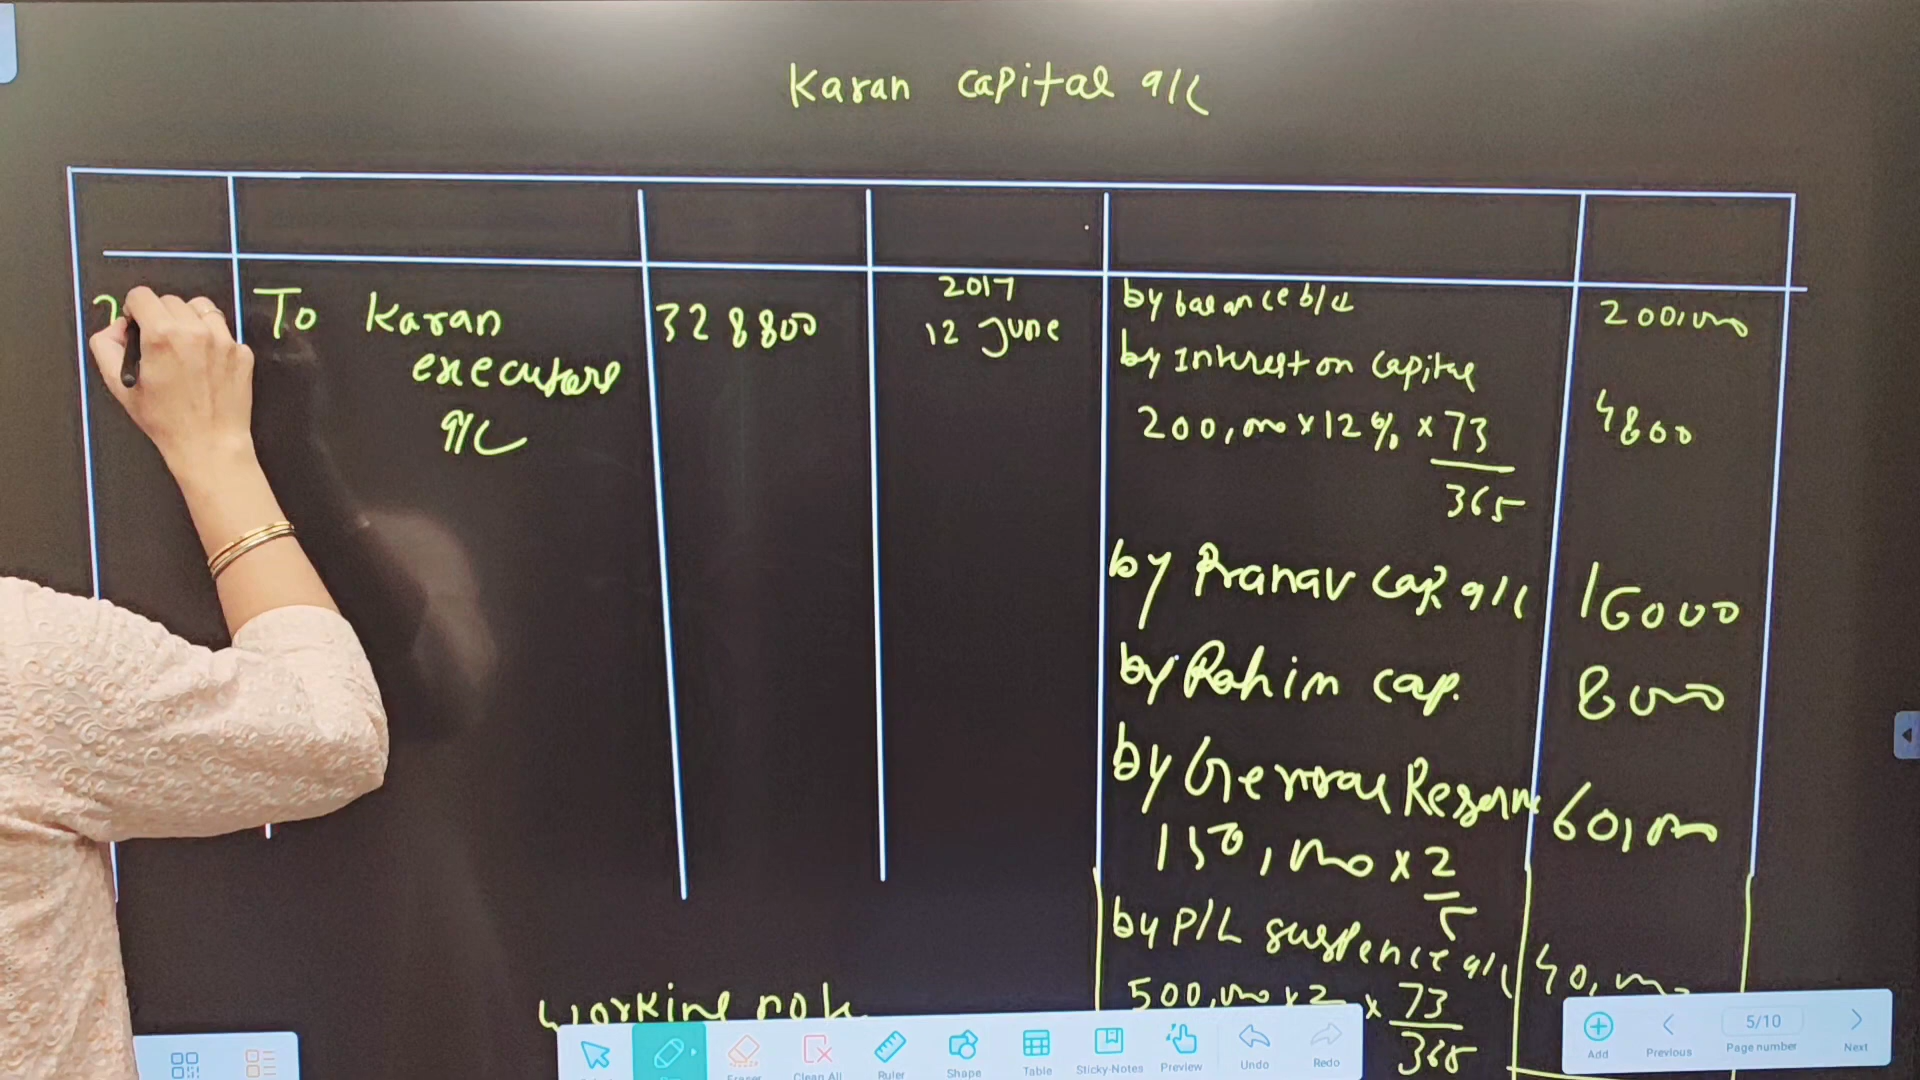 Karan capital a/c
To Karan
executors
a/c
328800
2017
12 June
by balance b/d
200,000
by Interest on capital
200,000 x 12% x 73
365
4800
by Pranav cap. a/c
16000
by Rahim cap.
8000
by General Reserve
60,000
150,000 x 2
5
by P/L suspence a/c
40,000
500,000 x 2 x 73
365
working note
Add
Previous
5/10
Page number
Next
Eraser
Clean All
Ruler
Shape
Table
Sticky-Notes
Preview
Undo
Redo